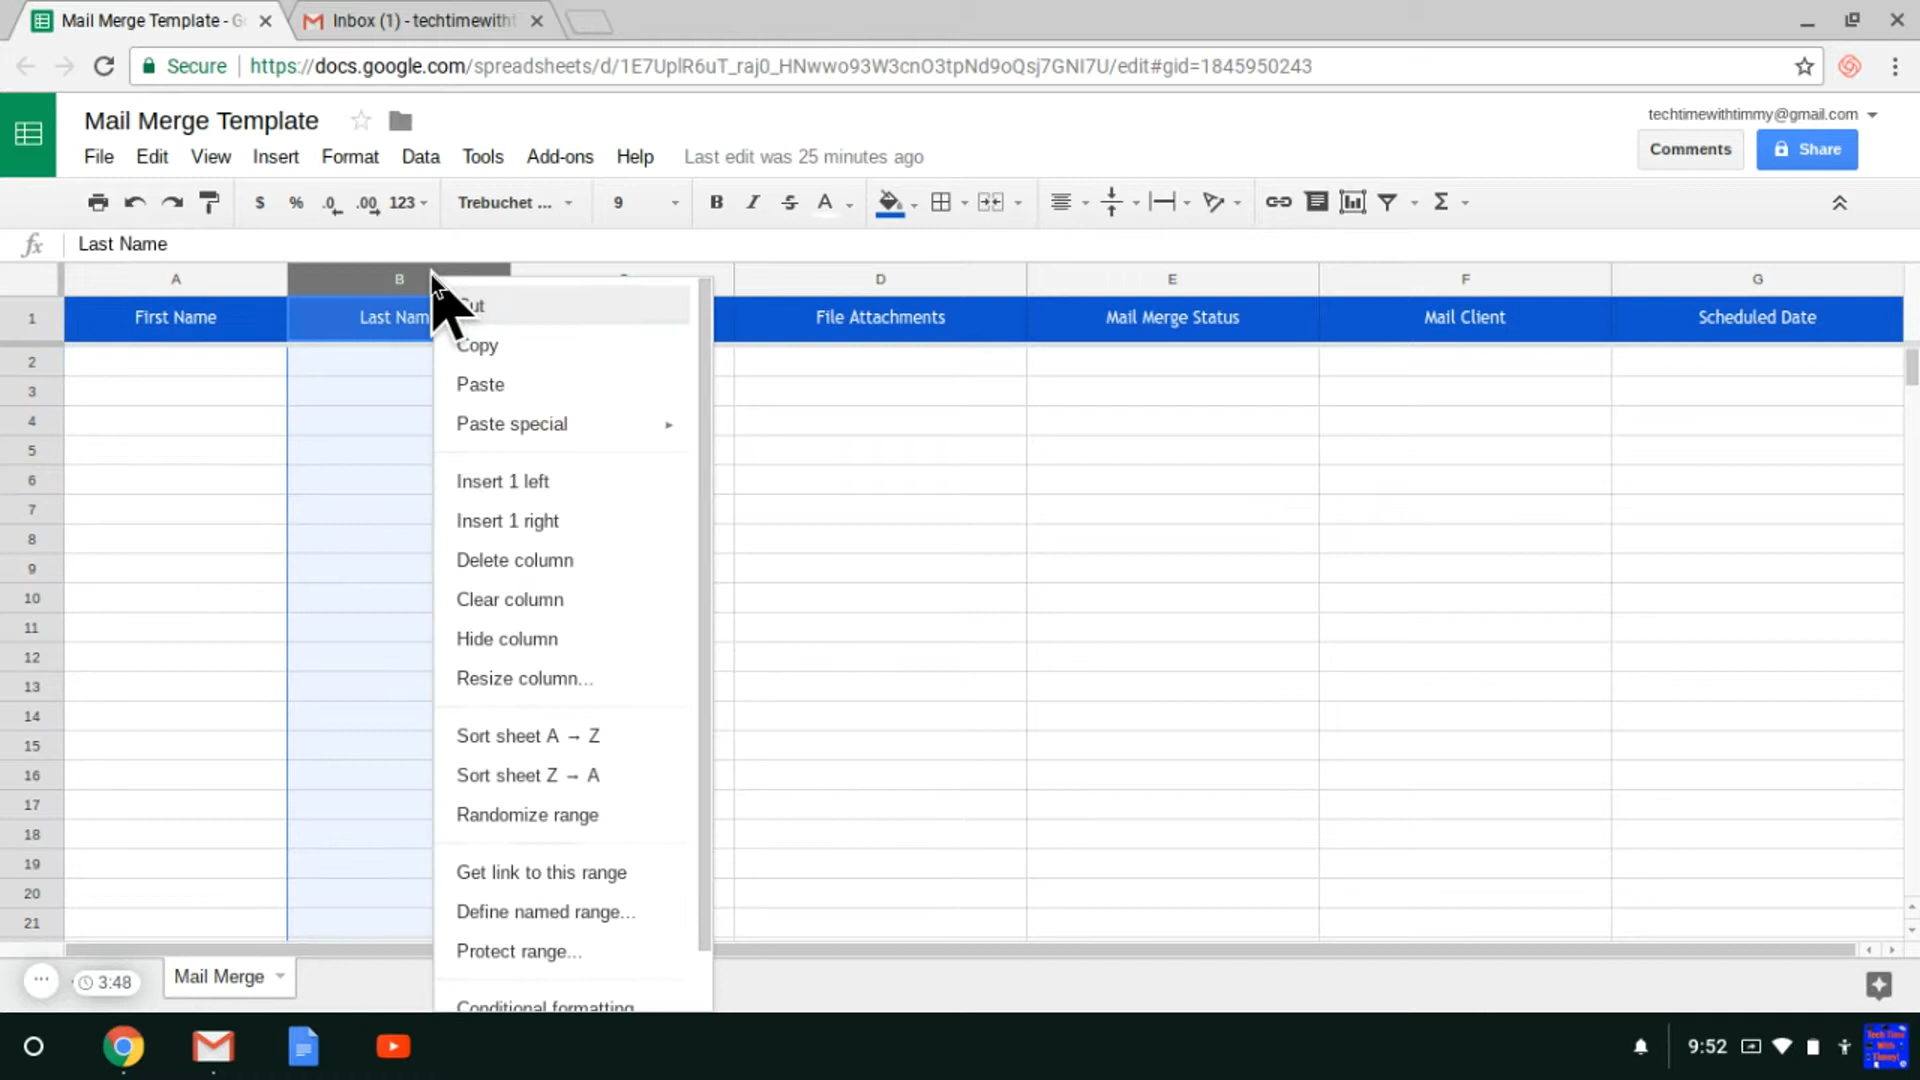 Mail Merge Template - G
Inbox (1) - techtimewitht
Secure
https://docs.google.com/spreadsheets/d/1E7UplR6uT_raj0_HNwwo93W3cnO3tpNd9oQsj7GNI7U/edit#gid=1845950243
Mail Merge Template
techtimewithtimmy@gmail.com
File Edit View Insert Format Data Tools Add-ons Help Last edit was 25 minutes ago
Comments
Share
$ % .0 .00 123 Trebuchet ... 9 B I S A Σ
fx Last Name
A B D E F G
1 First Name Last Nam File Attachments Mail Merge Status Mail Client Scheduled Date
2
3
4
5
6
7
8
9
10
11
12
13
14
15
16
17
18
19
20
21
Cut
Copy
Paste
Paste special
Insert 1 left
Insert 1 right
Delete column
Clear column
Hide column
Resize column...
Sort sheet A → Z
Sort sheet Z → A
Randomize range
Get link to this range
Define named range...
Protect range...
Conditional formatting
3:48
Mail Merge
9:52
Tech Time
With
Timmy!